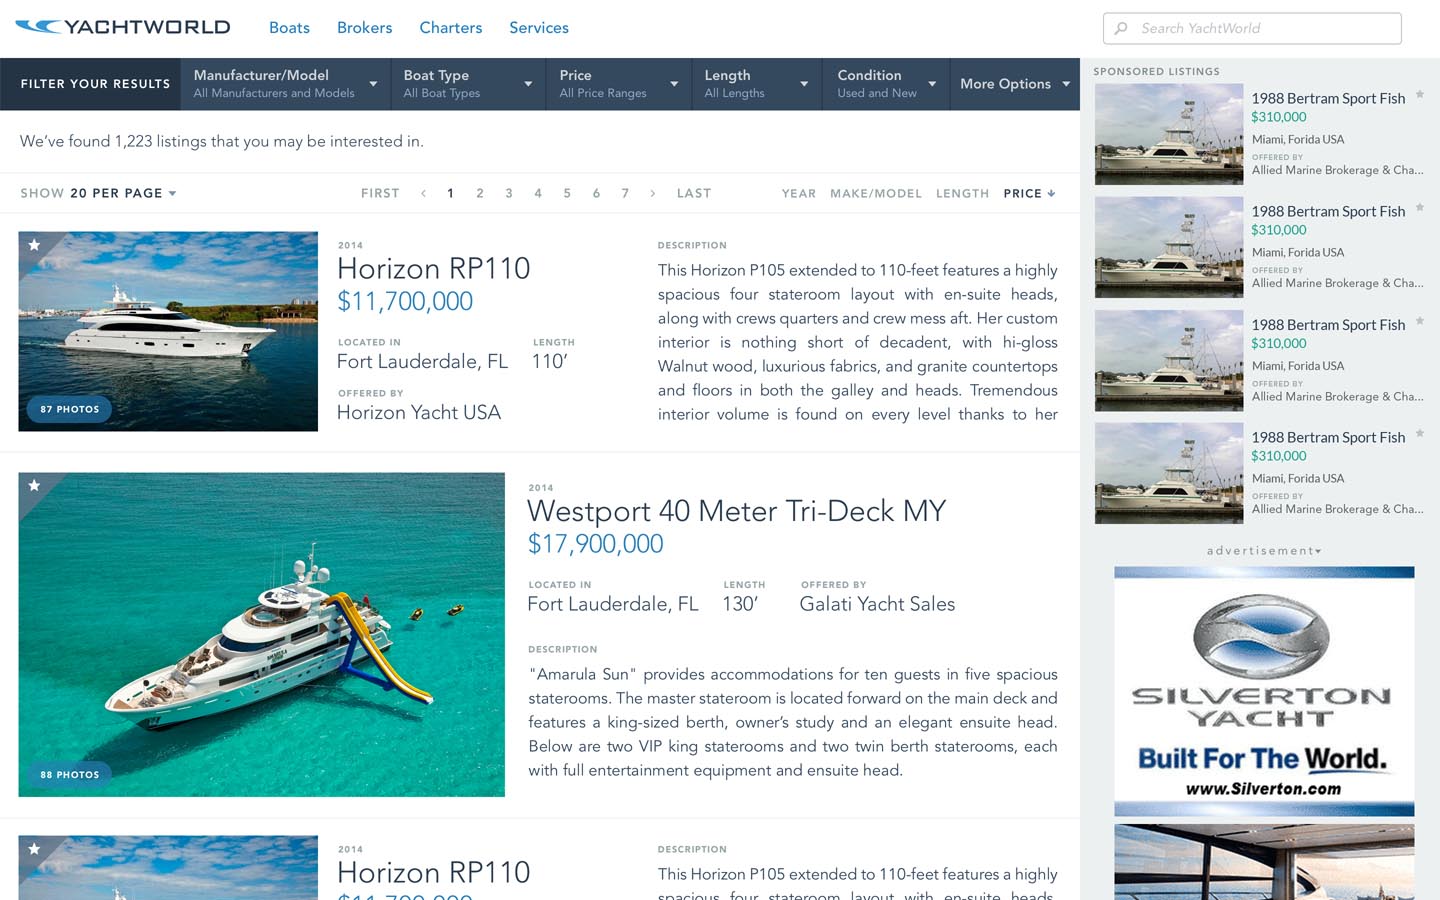 YACHTWORLD
Boats
Brokers
Charters
Services
Search YachtWorld
FILTER YOUR RESULTS
Manufacturer/Model
All Manufacturers and Models
Boat Type
All Boat Types
Price
All Price Ranges
Length
All Lengths
Condition
Used and New
More Options
We've found 1,223 listings that you may be interested in.
SHOW 20 PER PAGE
FIRST < 1 2 3 4 5 6 7 > LAST
YEAR MAKE/MODEL LENGTH PRICE
87 PHOTOS
2014
Horizon RP110
$11,700,000
LOCATED IN
Fort Lauderdale, FL
LENGTH
110'
OFFERED BY
Horizon Yacht USA
DESCRIPTION
This Horizon P105 extended to 110-feet features a highly
spacious four stateroom layout with en-suite heads,
along with crews quarters and crew mess aft. Her custom
interior is nothing short of decadent, with hi-gloss
Walnut wood, luxurious fabrics, and granite countertops
and floors in both the galley and heads. Tremendous
interior volume is found on every level thanks to her
88 PHOTOS
2014
Westport 40 Meter Tri-Deck MY
$17,900,000
LOCATED IN
Fort Lauderdale, FL
LENGTH
130'
OFFERED BY
Galati Yacht Sales
DESCRIPTION
"Amarula Sun" provides accommodations for ten guests in five spacious
staterooms. The master stateroom is located forward on the main deck and
features a king-sized berth, owner's study and an elegant ensuite head.
Below are two VIP king staterooms and two twin berth staterooms, each
with full entertainment equipment and ensuite head.
2014
Horizon RP110
$11,700,000
DESCRIPTION
This Horizon P105 extended to 110-feet features a highly
spacious four stateroom layout with en-suite heads,
SPONSORED LISTINGS
1988 Bertram Sport Fish
$310,000
Miami, Forida USA
OFFERED BY
Allied Marine Brokerage & Cha...
1988 Bertram Sport Fish
$310,000
Miami, Forida USA
OFFERED BY
Allied Marine Brokerage & Cha...
1988 Bertram Sport Fish
$310,000
Miami, Forida USA
OFFERED BY
Allied Marine Brokerage & Cha...
1988 Bertram Sport Fish
$310,000
Miami, Forida USA
OFFERED BY
Allied Marine Brokerage & Cha...
advertisement
SILVERTON
YACHT
Built For The World.
www.Silverton.com